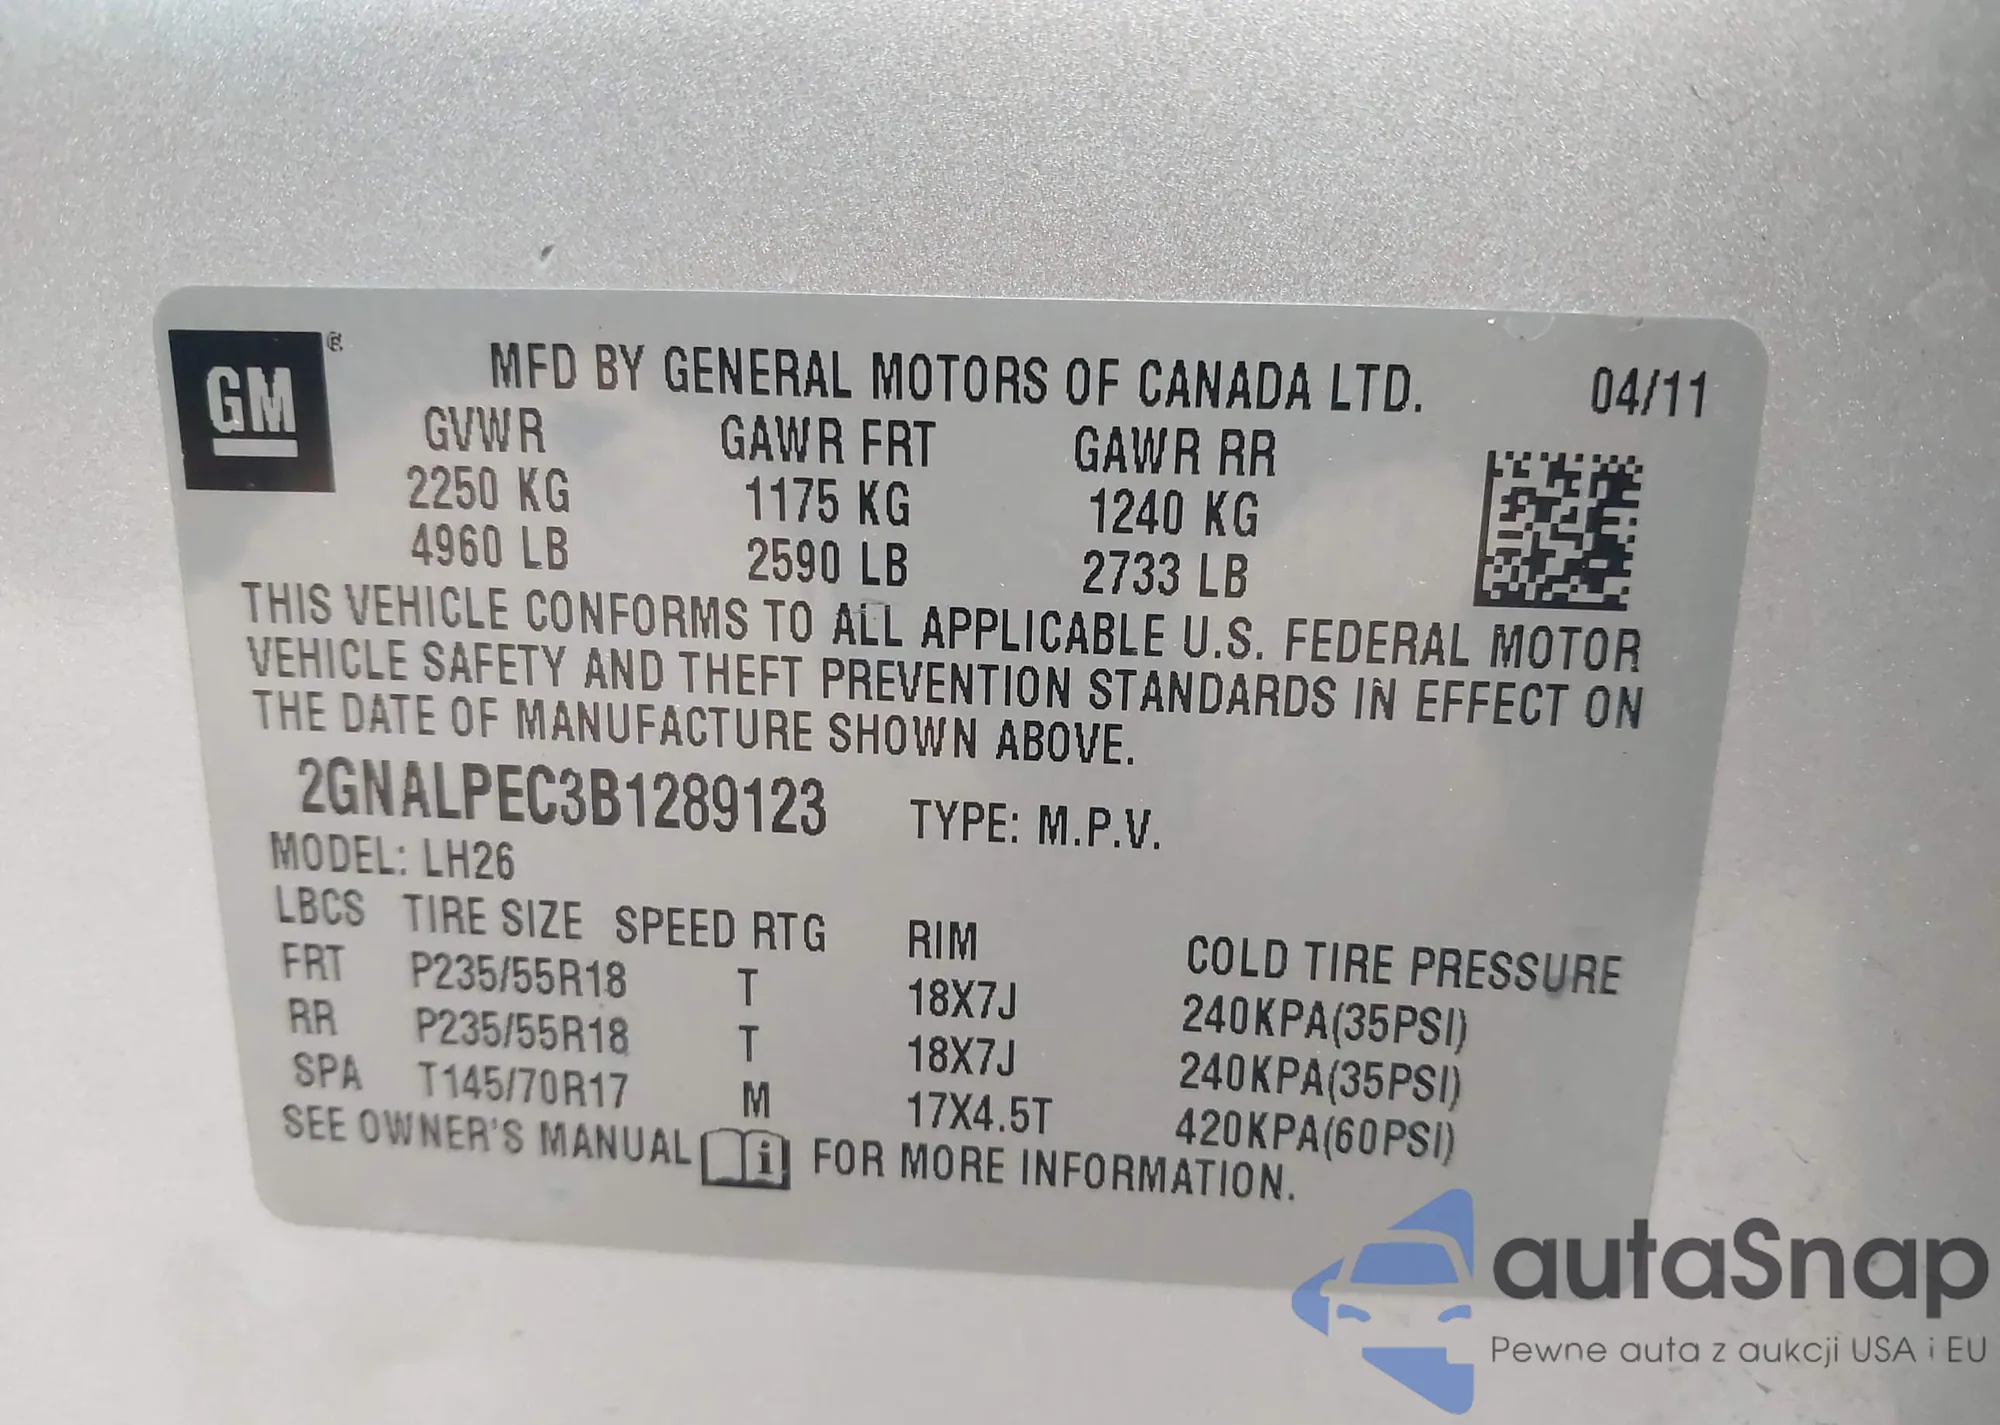 GM ®
MFD BY GENERAL MOTORS OF CANADA LTD. 04/11
GVWR GAWR FRT GAWR RR
2250 KG 1175 KG 1240 KG
4960 LB 2590 LB 2733 LB
THIS VEHICLE CONFORMS TO ALL APPLICABLE U.S. FEDERAL MOTOR
VEHICLE SAFETY AND THEFT PREVENTION STANDARDS IN EFFECT ON
THE DATE OF MANUFACTURE SHOWN ABOVE.
2GNALPEC3B1289123 TYPE: M.P.V.
MODEL: LH26
LBCS TIRE SIZE SPEED RTG RIM COLD TIRE PRESSURE
FRT P235/55R18 T 18X7J 240KPA(35PSI)
RR P235/55R18 T 18X7J 240KPA(35PSI)
SPA T145/70R17 M 17X4.5T 420KPA(60PSI)
SEE OWNER'S MANUAL i FOR MORE INFORMATION.
autaSnap
Pewne auta z aukcji USA i EU